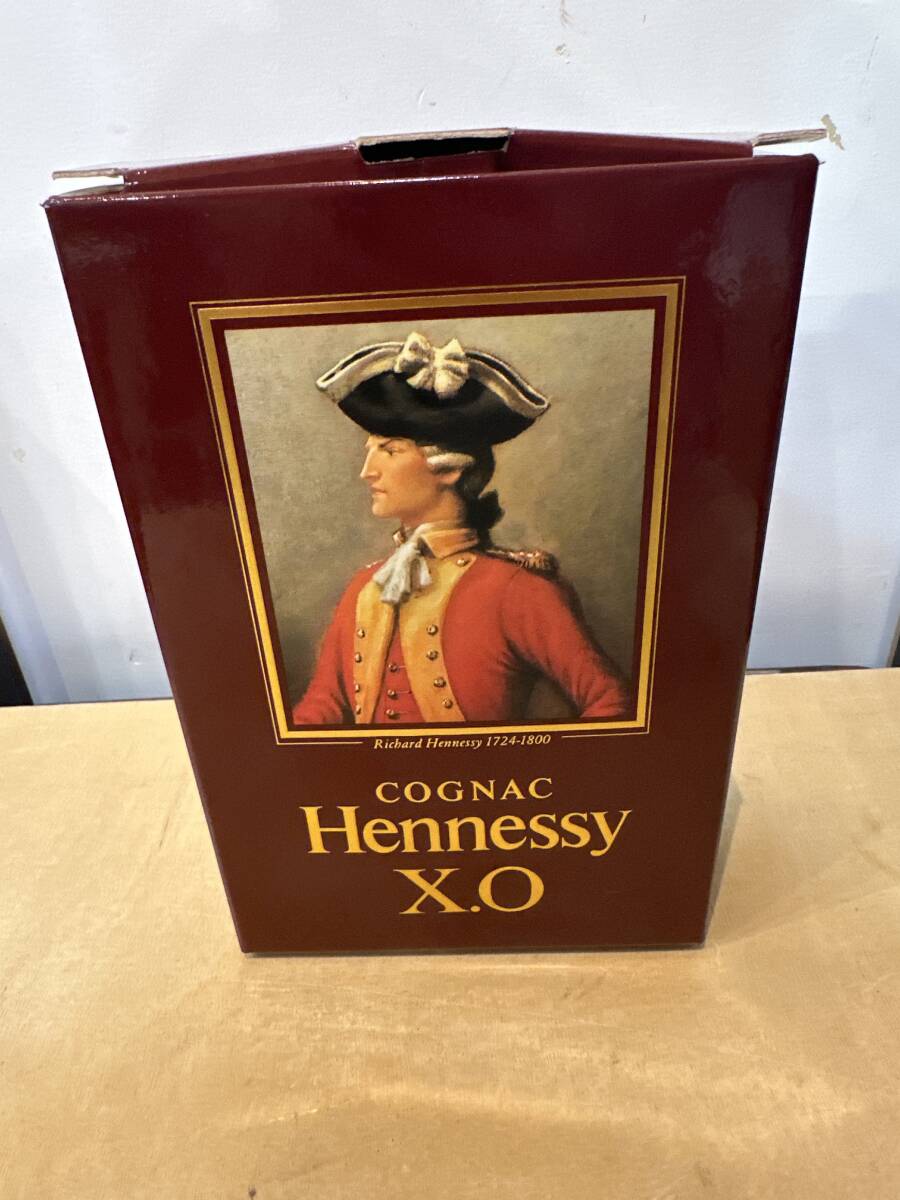 Richard Hennessy 1724-1800
COGNAC
Hennessy
X.O